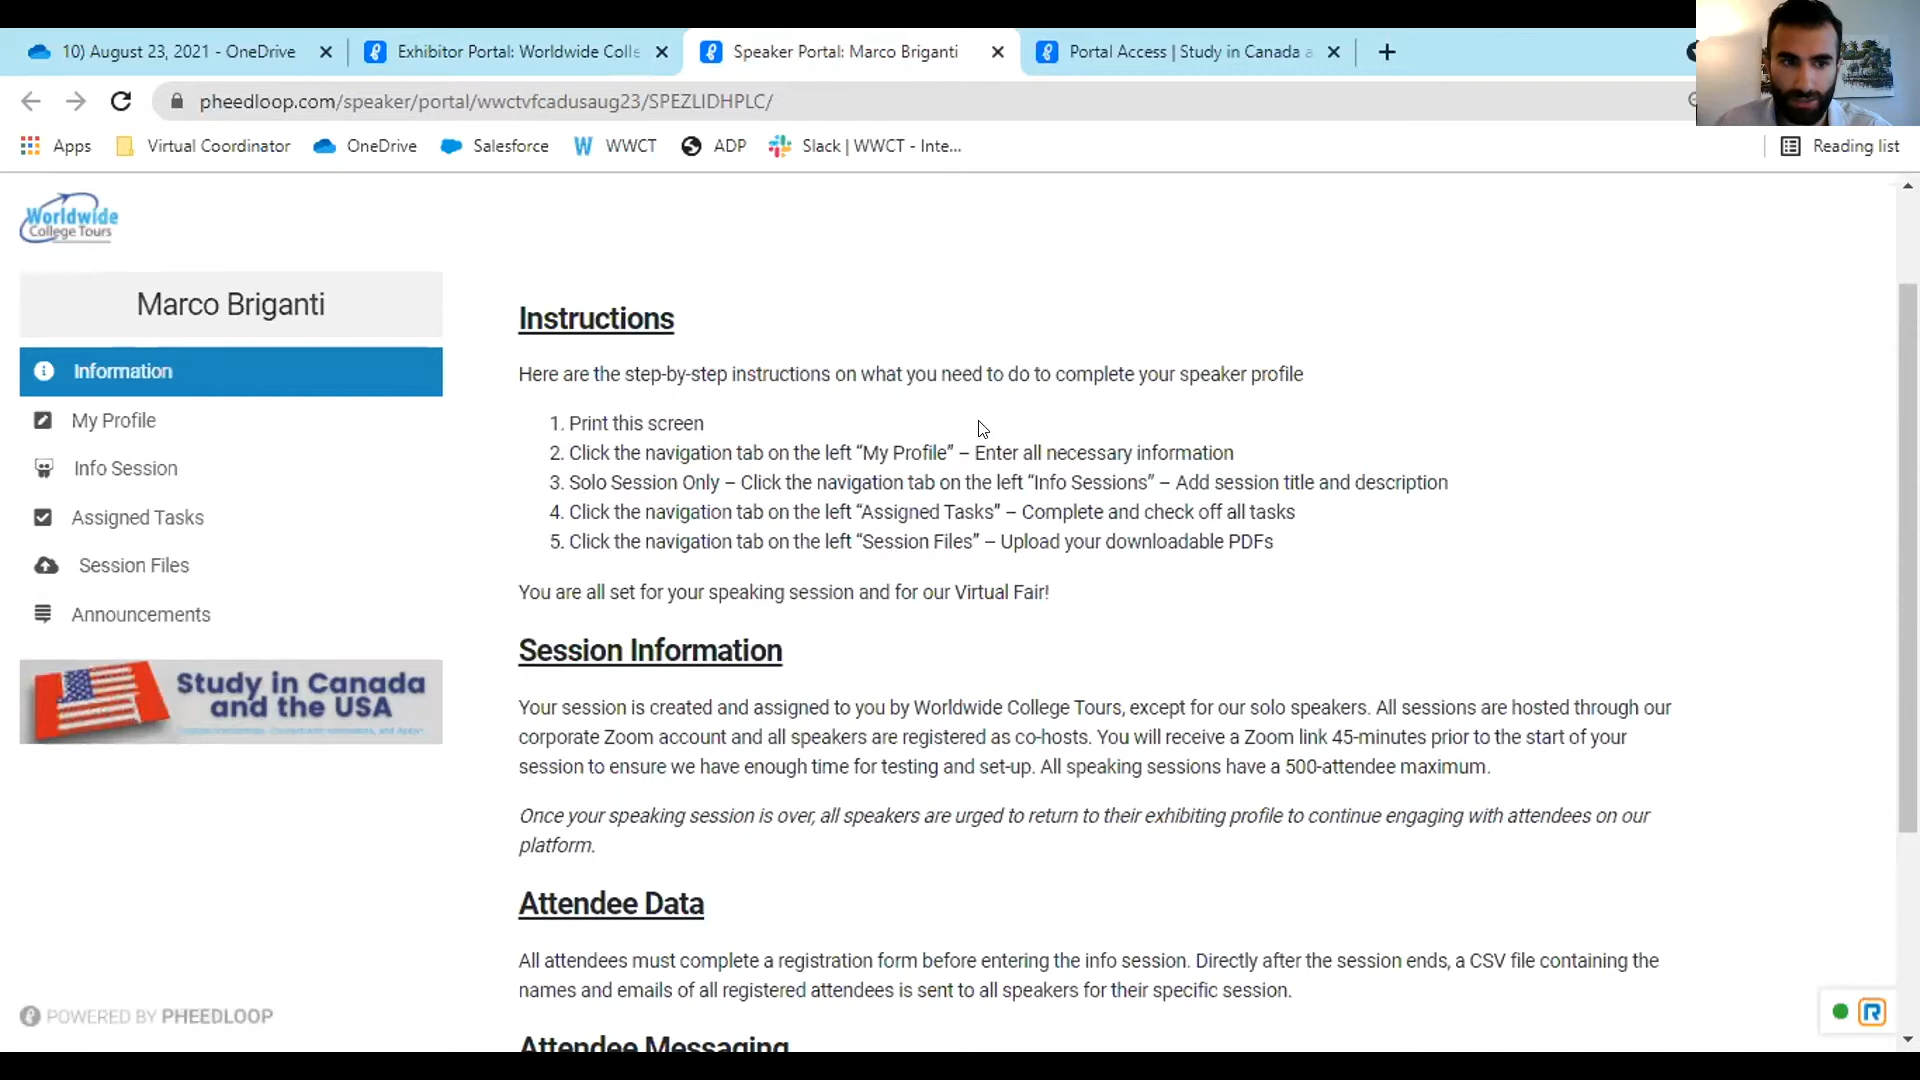 10) August 23, 2021 - OneDrive
Exhibitor Portal: Worldwide Colle
Speaker Portal: Marco Briganti
Portal Access | Study in Canada a
pheedloop.com/speaker/portal/wwctvfcadusaug23/SPEZLIDHPLC/
Apps
Virtual Coordinator
OneDrive
Salesforce
WWCT
ADP
Slack | WWCT - Inte...
Reading list
Worldwide
College Tours
Marco Briganti
Information
My Profile
Info Session
Assigned Tasks
Session Files
Announcements
Study in Canada
and the USA
POWERED BY PHEEDLOOP
Instructions
Here are the step-by-step instructions on what you need to do to complete your speaker profile
1. Print this screen
2. Click the navigation tab on the left “My Profile” – Enter all necessary information
3. Solo Session Only – Click the navigation tab on the left “Info Sessions” – Add session title and description
4. Click the navigation tab on the left “Assigned Tasks” – Complete and check off all tasks
5. Click the navigation tab on the left “Session Files” – Upload your downloadable PDFs
You are all set for your speaking session and for our Virtual Fair!
Session Information
Your session is created and assigned to you by Worldwide College Tours, except for our solo speakers. All sessions are hosted through our
corporate Zoom account and all speakers are registered as co-hosts. You will receive a Zoom link 45-minutes prior to the start of your
session to ensure we have enough time for testing and set-up. All speaking sessions have a 500-attendee maximum.
Once your speaking session is over, all speakers are urged to return to their exhibiting profile to continue engaging with attendees on our
platform.
Attendee Data
All attendees must complete a registration form before entering the info session. Directly after the session ends, a CSV file containing the
names and emails of all registered attendees is sent to all speakers for their specific session.
Attendee Messaging